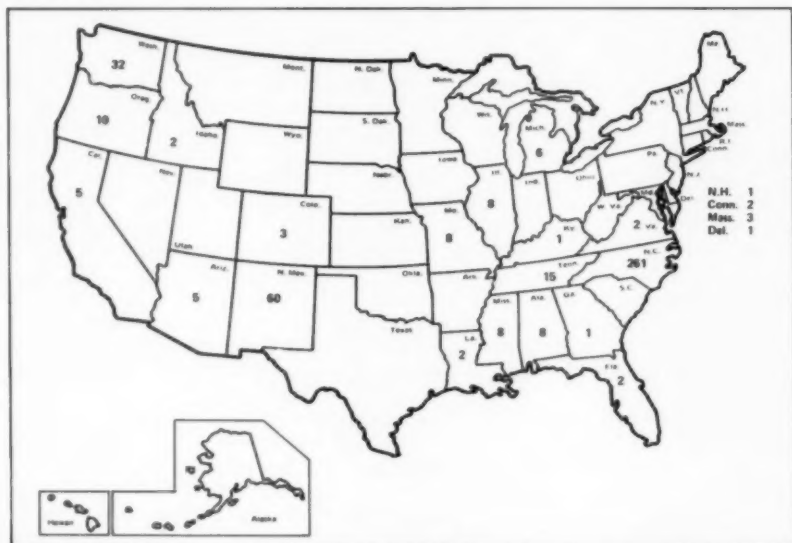 Wash.
32
Oreg.
10
Idaho
2
Mont.
Wyo.
N. Dak.
S. Dak.
Nebr.
Kan.
Okla.
Texas
Cal.
5
Nev.
Utah
Colo.
3
Ariz.
5
N. Mex.
60
Minn.
Iowa
Mo.
8
Ark.
La.
2
Wis.
Mich.
6
Ill.
8
Ind.
Ohio
Ky.
1
Tenn.
15
Miss.
8
Ala.
8
Ga.
1
Fla.
2
S.C.
N.C.
261
Va.
2
W. Va.
Md.
Del.
Pa.
N.J.
N.Y.
Conn.
R.I.
Mass.
Vt.
N.H.
Me.
N.H. 1
Conn. 2
Mass. 3
Del. 1
Hawaii
Alaska